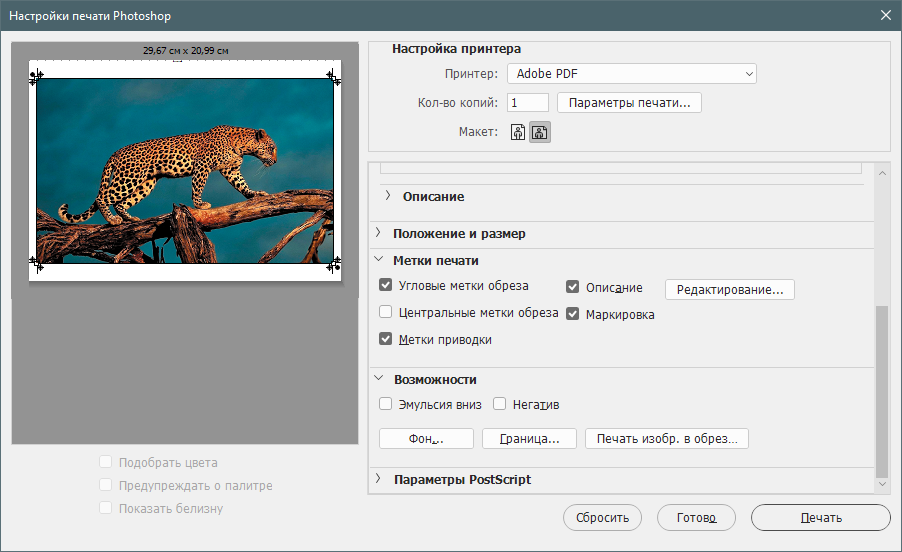 Настройки печати Photoshop
29,67 см x 20,99 см
Настройка принтера
Принтер: Adobe PDF
Кол-во копий: 1 Параметры печати...
Макет:
Описание
Положение и размер
Метки печати
Угловые метки обреза Описание Редактирование...
Центральные метки обреза Маркировка
Метки приводки
Возможности
Эмульсия вниз Негатив
Фон... Граница... Печать изобр. в обрез...
Параметры PostScript
Подобрать цвета
Предупреждать о палитре
Показать белизну
Сбросить Готово Печать